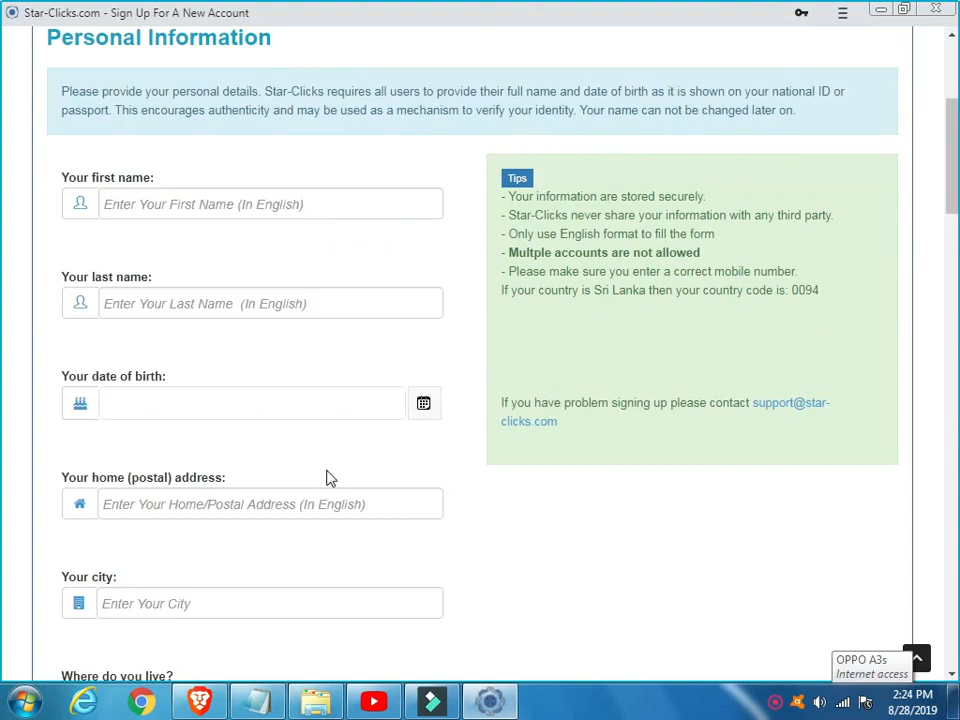 Star-Clicks.com - Sign Up For A New Account
Personal Information
Please provide your personal details. Star-Clicks requires all users to provide their full name and date of birth as it is shown on your national ID or
passport. This encourages authenticity and may be used as a mechanism to verify your identity. Your name can not be changed later on.
Your first name:
Enter Your First Name (In English)
Your last name:
Enter Your Last Name (In English)
Your date of birth:
Your home (postal) address:
Enter Your Home/Postal Address (In English)
Your city:
Enter Your City
Where do you live?
Tips
- Your information are stored securely.
- Star-Clicks never share your information with any third party.
- Only use English format to fill the form
- Multple accounts are not allowed
- Please make sure you enter a correct mobile number.
If your country is Sri Lanka then your country code is: 0094
If you have problem signing up please contact support@star-
clicks.com
OPPO A3s
Internet access
2:24 PM
8/28/2019